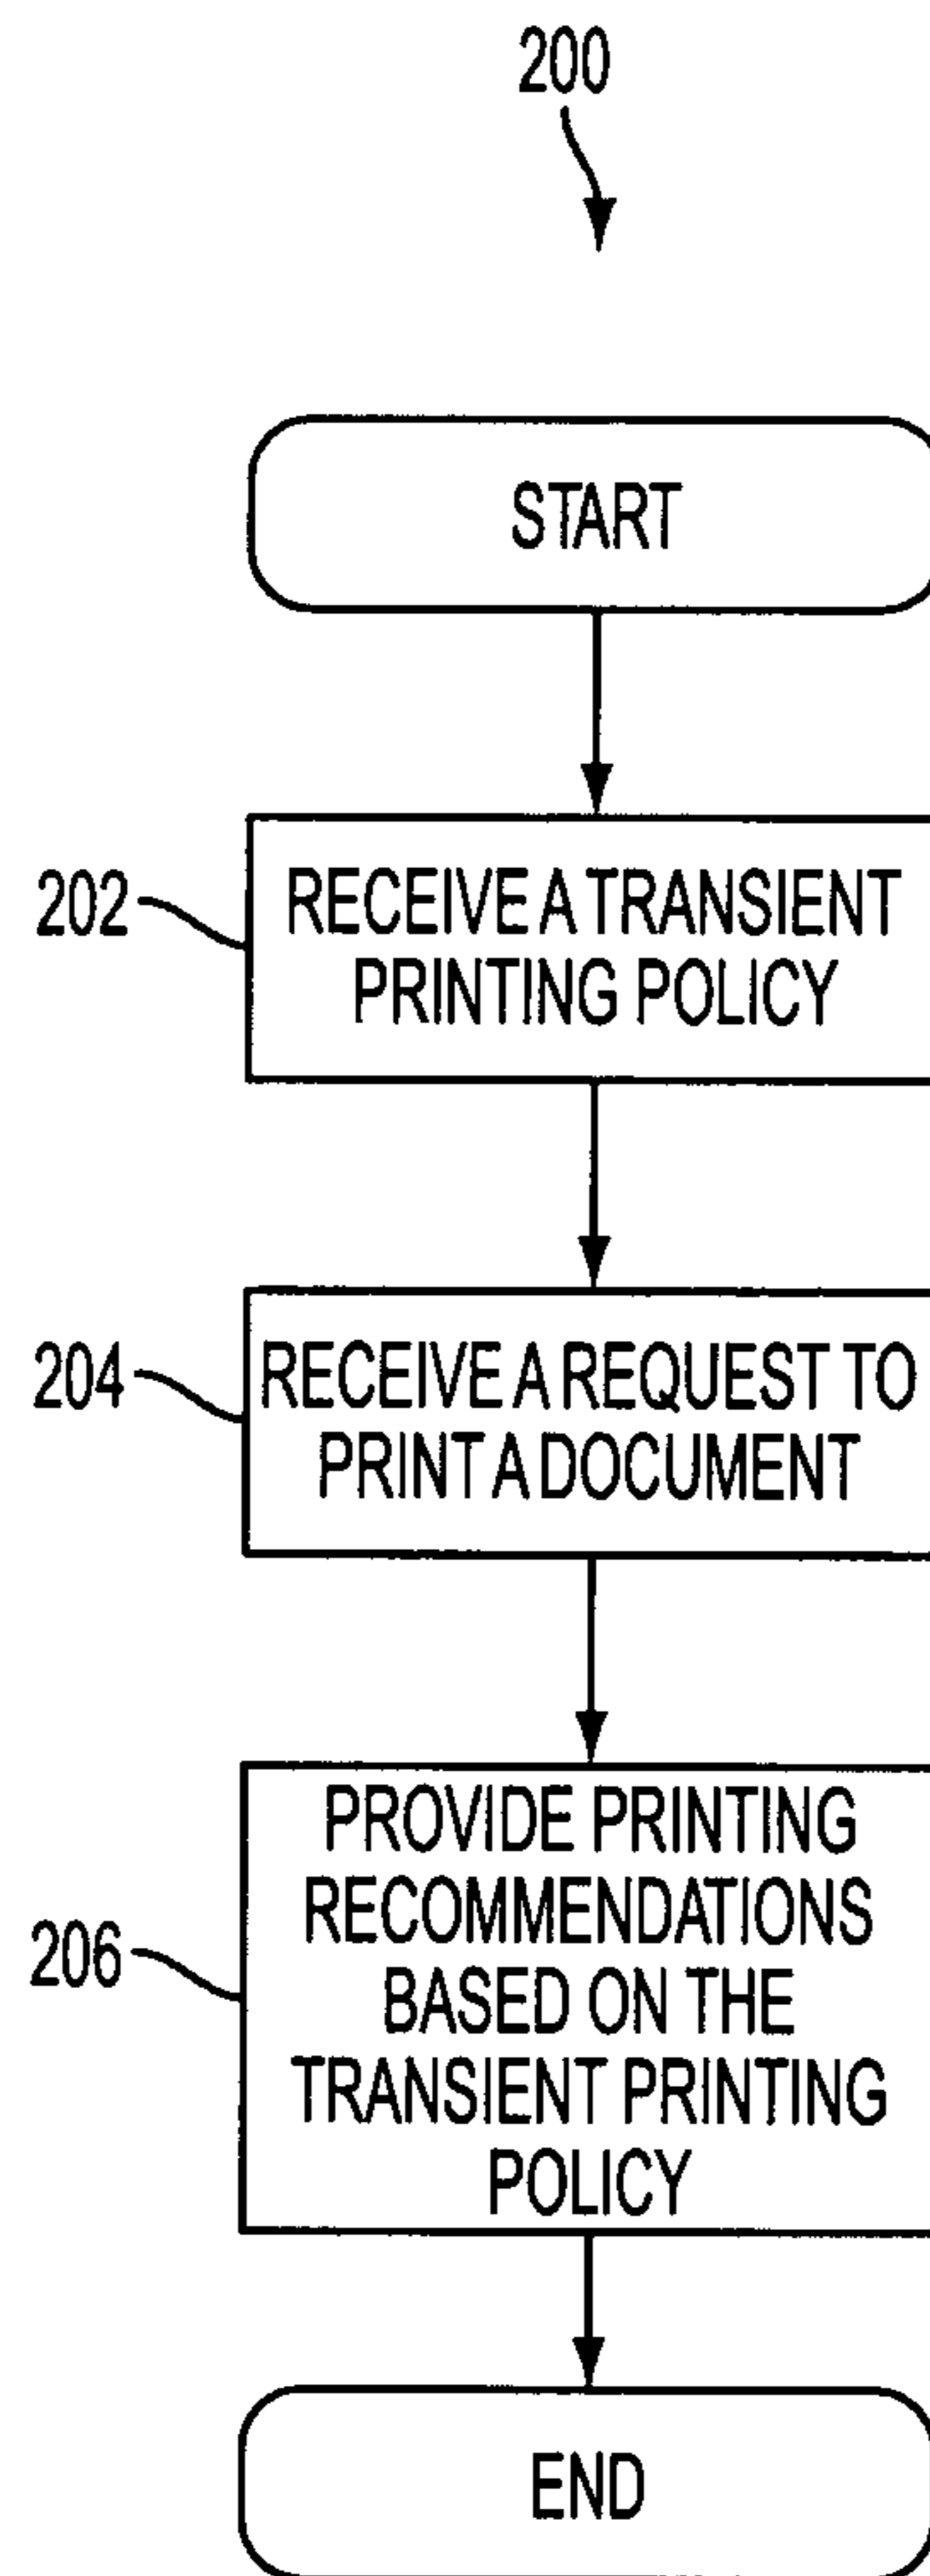 200
START
202
RECEIVE A TRANSIENT
PRINTING POLICY
204
RECEIVE A REQUEST TO
PRINT A DOCUMENT
206
PROVIDE PRINTING
RECOMMENDATIONS
BASED ON THE
TRANSIENT PRINTING
POLICY
END